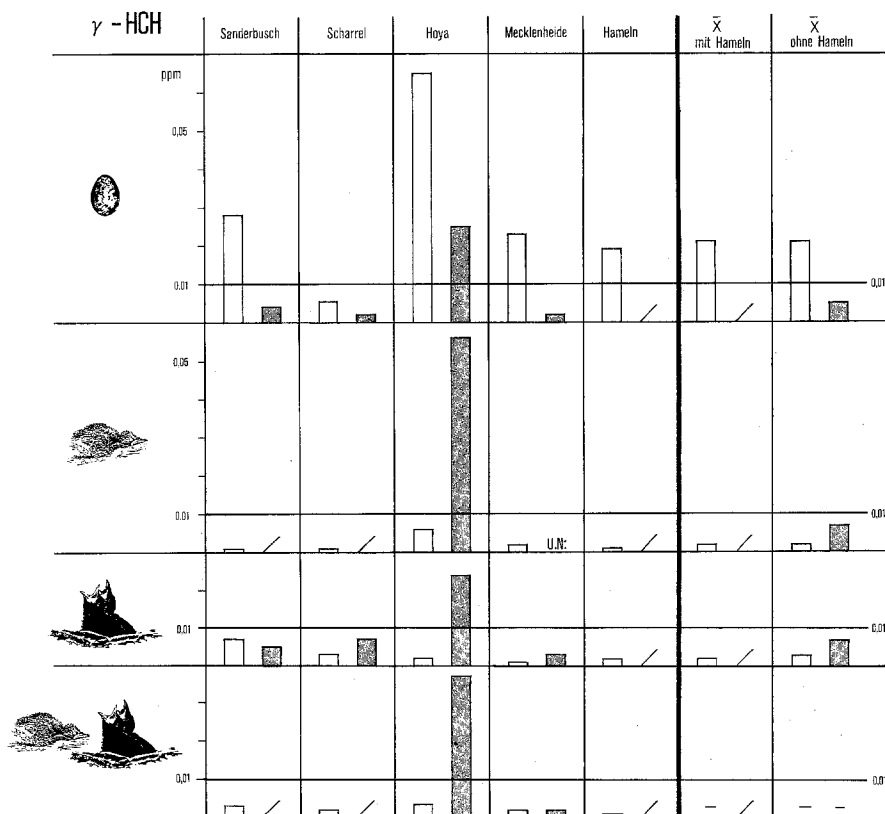 γ - HCH
Sanderbusch Scharrel Hoya Mecklenheide Hameln X̄ mit Hameln X̄ ohne Hameln
ppm
0,05
0.01 0,01
0,05
0.01 0,01
U.N:
0,01 0,01
0,01 0,01